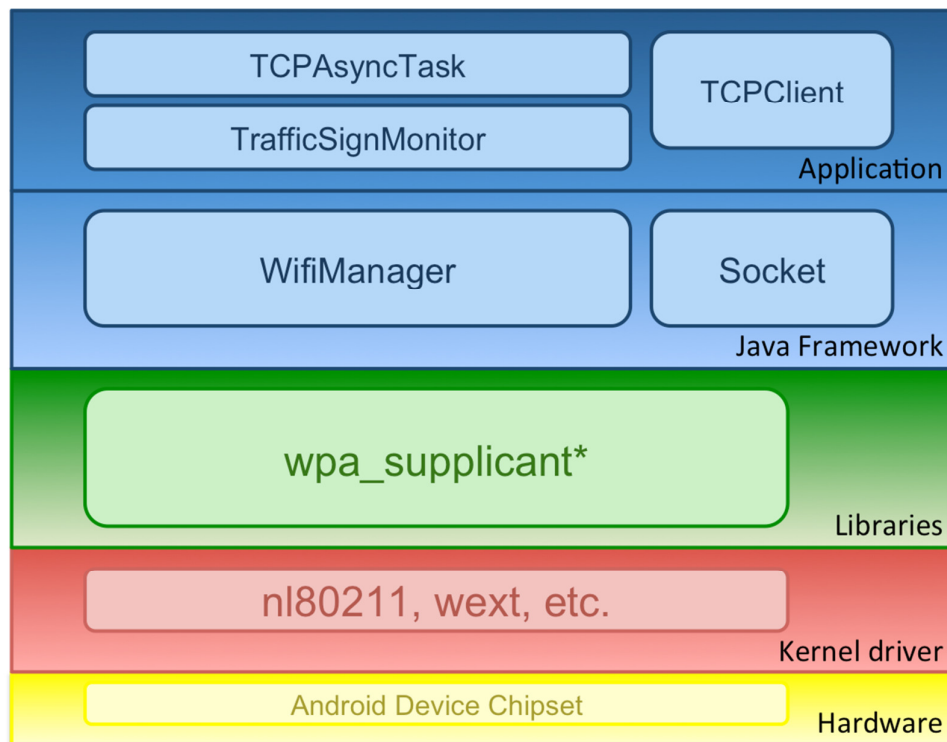 TCPAsyncTask
TCPClient
TrafficSignMonitor
Application
WifiManager
Socket
Java Framework
wpa_supplicant*
Libraries
nl80211, wext, etc.
Kernel driver
Android Device Chipset
Hardware